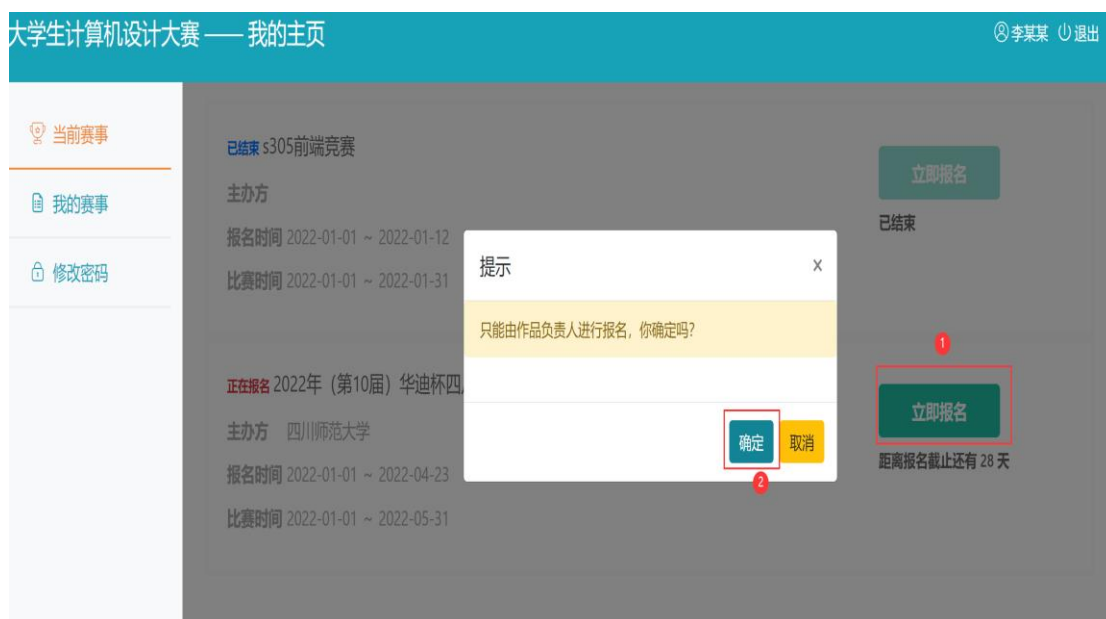 大学生计算机设计大赛 —— 我的主页
李某某 退出
当前赛事
我的赛事
修改密码
已结束 s305前端竞赛
主办方
报名时间 2022-01-01 ~ 2022-01-12
比赛时间 2022-01-01 ~ 2022-01-31
立即报名
已结束
提示
×
只能由作品负责人进行报名，你确定吗？
确定
取消
2
正在报名 2022年（第10届）华迪杯四
主办方 四川师范大学
报名时间 2022-01-01 ~ 2022-04-23
比赛时间 2022-01-01 ~ 2022-05-31
1
立即报名
距离报名截止还有 28 天